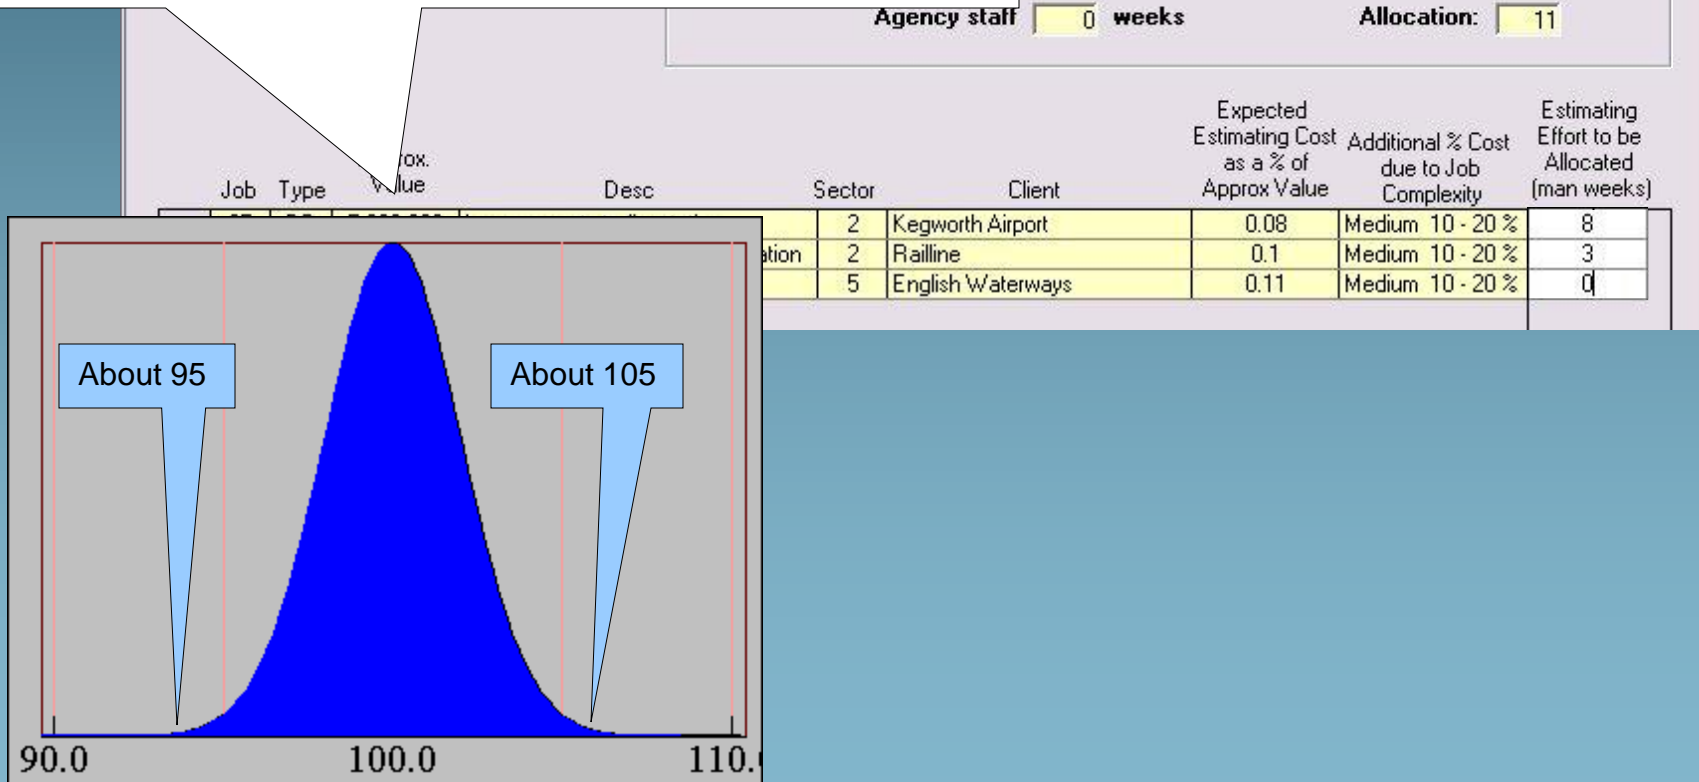 Agency staff 0 weeks Allocation: 11
Job Type Value Desc Sector Client Expected Estimating Cost as a % of Approx Value Additional % Cost due to Job Complexity Estimating Effort to be Allocated (man weeks)
2 Kegworth Airport 0.08 Medium 10 - 20 % 8
2 Railline 0.1 Medium 10 - 20 % 3
5 English Waterways 0.11 Medium 10 - 20 % 0
About 95
About 105
90.0 100.0 110.